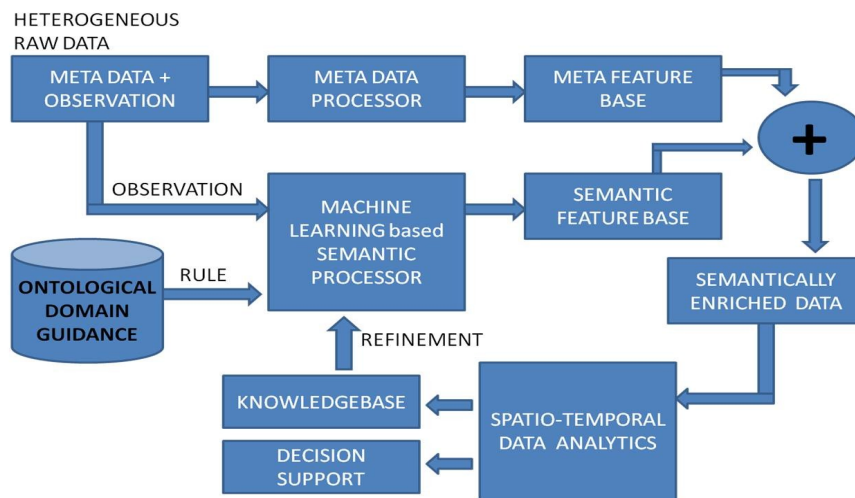 HETEROGENEOUS
RAW DATA
META DATA +
OBSERVATION
META DATA
PROCESSOR
META FEATURE
BASE
+
OBSERVATION
MACHINE
LEARNING based
SEMANTIC
PROCESSOR
SEMANTIC
FEATURE BASE
ONTOLOGICAL
DOMAIN
GUIDANCE
RULE
SEMANTICALLY
ENRICHED DATA
REFINEMENT
KNOWLEDGEBASE
SPATIO-TEMPORAL
DATA ANALYTICS
DECISION
SUPPORT